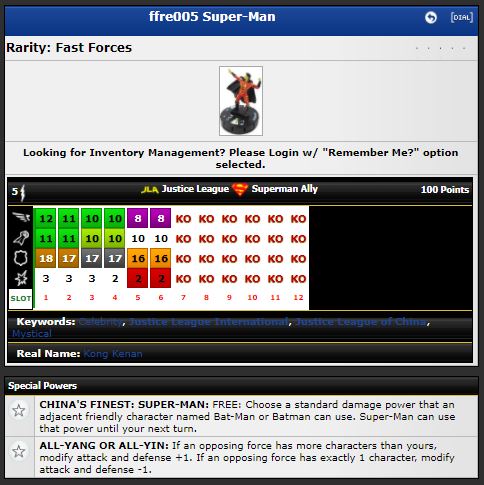 ffre005 Super-Man
[DIAL]
Rarity: Fast Forces
Looking for Inventory Management? Please Login w/ "Remember Me?" option
selected.
5 JLA Justice League Superman Ally 100 Points
12 11 10 10 8 8 KO KO KO KO KO KO
11 11 10 10 10 10 KO KO KO KO KO KO
18 17 17 17 16 16 KO KO KO KO KO KO
3 3 3 2 2 2 KO KO KO KO KO KO
SLOT 1 2 3 4 5 6 7 8 9 10 11 12
Keywords: Celebrity, Justice League International, Justice League of China,
Mystical
Real Name: Kong Kenan
Special Powers
CHINA'S FINEST: SUPER-MAN: FREE: Choose a standard damage power that an
adjacent friendly character named Bat-Man or Batman can use. Super-Man can use
that power until your next turn.
ALL-YANG OR ALL-YIN: If an opposing force has more characters than yours,
modify attack and defense +1. If an opposing force has exactly 1 character, modify
attack and defense -1.